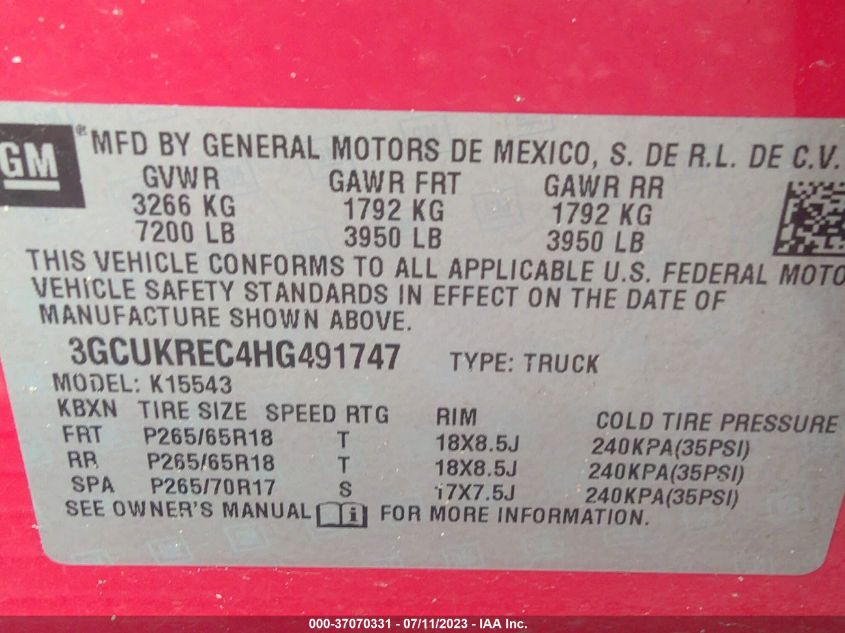 GM
® MFD BY GENERAL MOTORS DE MEXICO, S. DE R.L. DE C.V.
GVWR GAWR FRT GAWR RR
3266 KG 1792 KG 1792 KG
7200 LB 3950 LB 3950 LB
THIS VEHICLE CONFORMS TO ALL APPLICABLE U.S. FEDERAL MOTO
VEHICLE SAFETY STANDARDS IN EFFECT ON THE DATE OF
MANUFACTURE SHOWN ABOVE.
3GCUKREC4HG491747 TYPE: TRUCK
MODEL: K15543
KBXN TIRE SIZE SPEED RTG RIM COLD TIRE PRESSURE
FRT P265/65R18 T 18X8.5J 240KPA(35PSI)
RR P265/65R18 T 18X8.5J 240KPA(35PSI)
SPA P265/70R17 S 17X7.5J 240KPA(35PSI)
SEE OWNER'S MANUAL i FOR MORE INFORMATION.
000-37070331 - 07/11/2023 - IAA Inc.